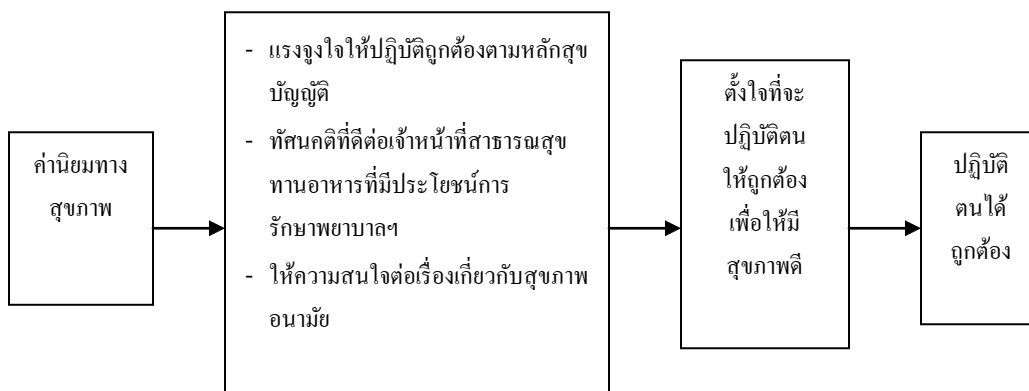 ค่านิยมทาง
สุขภาพ
- แรงจูงใจให้ปฏิบัติถูกต้องตามหลักสุข
บัญญัติ
- ทัศนคติที่ดีต่อเจ้าหน้าที่สาธารณสุข
ทานอาหารที่มีประโยชน์การ
รักษาพยาบาลฯ
- ให้ความสนใจต่อเรื่องเกี่ยวกับสุขภาพ
อนามัย
ตั้งใจที่จะ
ปฏิบัติตน
ให้ถูกต้อง
เพื่อให้มี
สุขภาพดี
ปฏิบัติ
ตนได้
ถูกต้อง